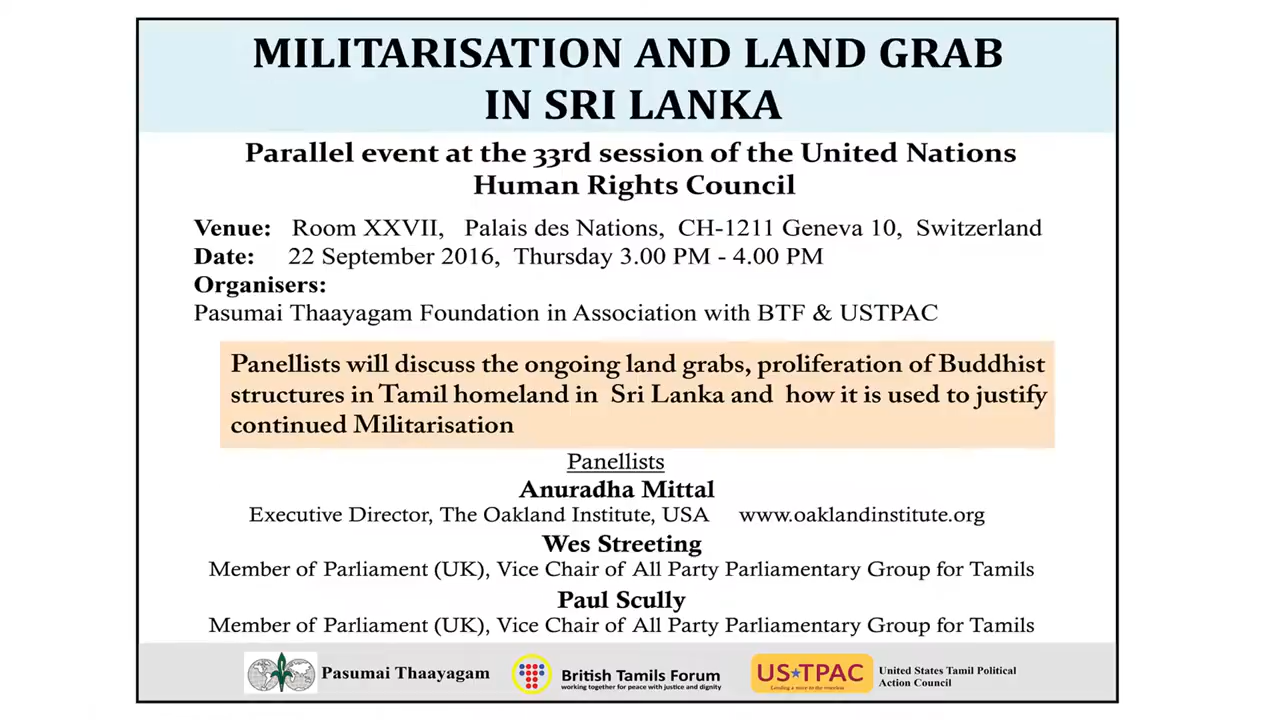 MILITARISATION AND LAND GRAB
IN SRI LANKA
Parallel event at the 33rd session of the United Nations
Human Rights Council
Venue: Room XXVII, Palais des Nations, CH-1211 Geneva 10, Switzerland
Date: 22 September 2016, Thursday 3.00 PM - 4.00 PM
Organisers:
Pasumai Thaayagam Foundation in Association with BTF & USTPAC
Panellists will discuss the ongoing land grabs, proliferation of Buddhist
structures in Tamil homeland in Sri Lanka and how it is used to justify
continued Militarisation
Panellists
Anuradha Mittal
Executive Director, The Oakland Institute, USA www.oaklandinstitute.org
Wes Streeting
Member of Parliament (UK), Vice Chair of All Party Parliamentary Group for Tamils
Paul Scully
Member of Parliament (UK), Vice Chair of All Party Parliamentary Group for Tamils
Pasumai Thaayagam
British Tamils Forum
working together for peace with justice and dignity
US★TPAC
Lending a voice to the voiceless
United States Tamil Political
Action Council